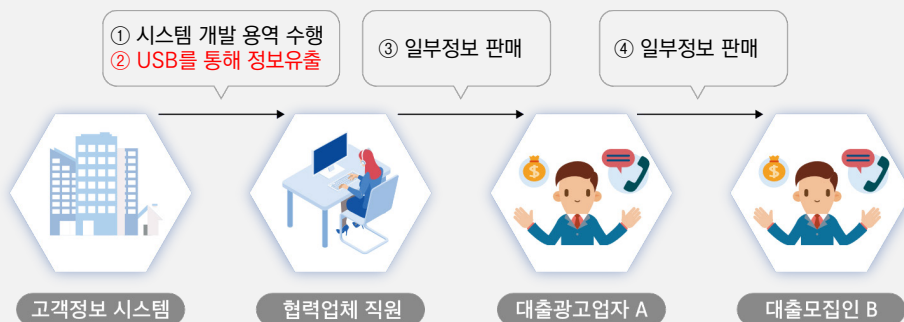 ① 시스템 개발 용역 수행
② USB를 통해 정보유출
③ 일부정보 판매
④ 일부정보 판매
고객정보 시스템
협력업체 직원
대출광고업자 A
대출모집인 B